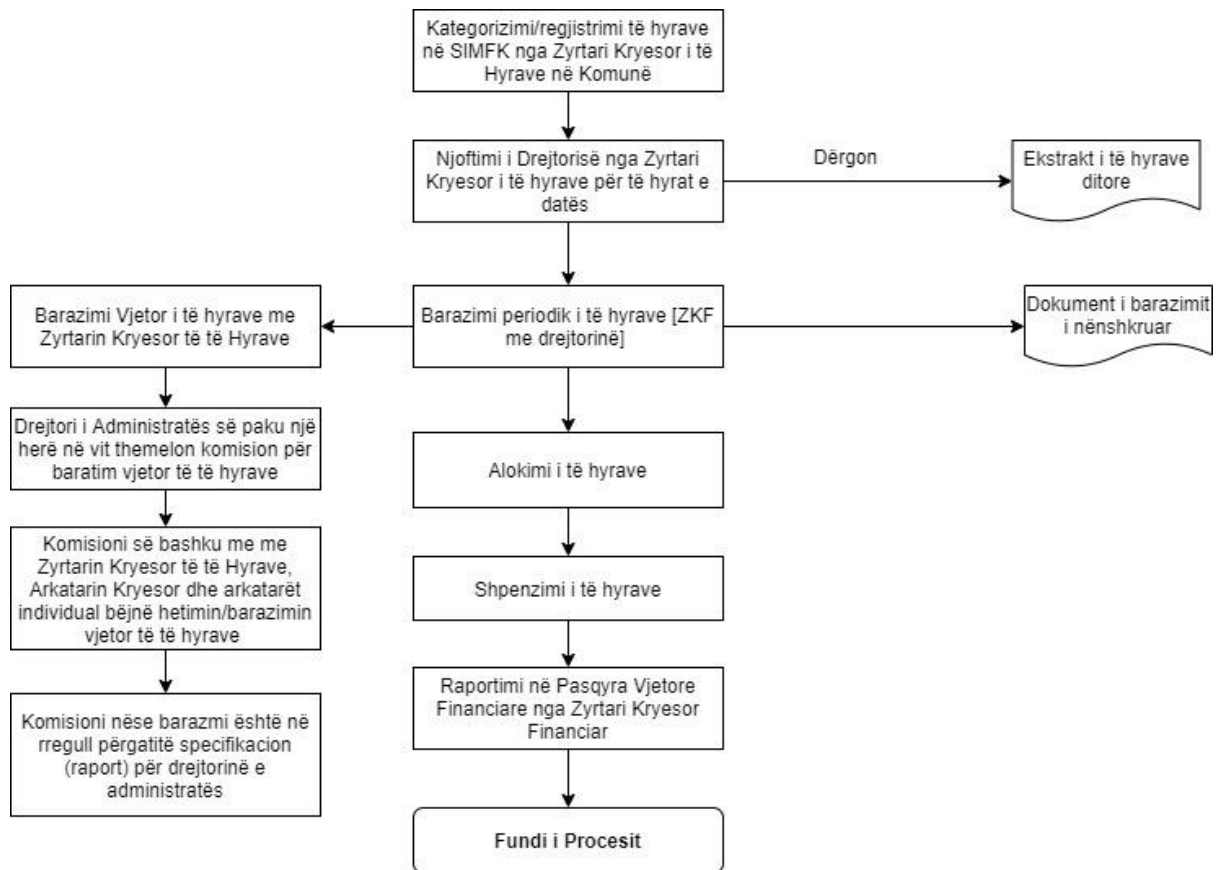 Kategorizimi/regjistrimi të hyrave
në SIMFK nga Zyrtari Kryesor i të
Hyrave në Komunë
Njoftimi i Drejtorisë nga Zyrtari
Kryesor i të hyrave për të hyrat e
datës
Dërgon
Ekstrakt i të hyrave
ditore
Barazimi Vjetor i të hyrave me
Zyrtarin Kryesor të të Hyrave
Barazimi periodik i të hyrave [ZKF
me drejtorinë]
Dokument i barazimit
i nënshkruar
Drejtori i Administratës së paku një
herë në vit themelon komision për
baratim vjetor të të hyrave
Alokimi i të hyrave
Komisioni së bashku me me
Zyrtarin Kryesor të të Hyrave,
Arkatarin Kryesor dhe arkatarët
individual bëjnë hetimin/barazimin
vjetor të të hyrave
Shpenzimi i të hyrave
Komisioni nëse barazmi është në
rregull përgatitë specifikacion
(raport) për drejtorinë e
administratës
Raportimi në Pasqyra Vjetore
Financiare nga Zyrtari Kryesor
Financiar
Fundi i Procesit